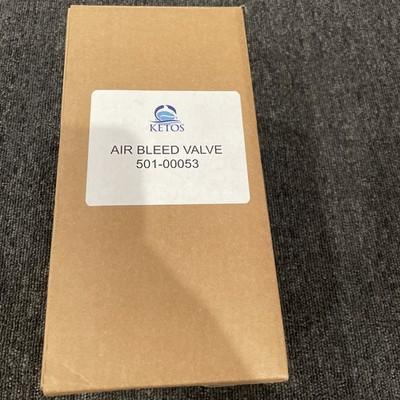 KETOS
AIR BLEED VALVE
501-00053